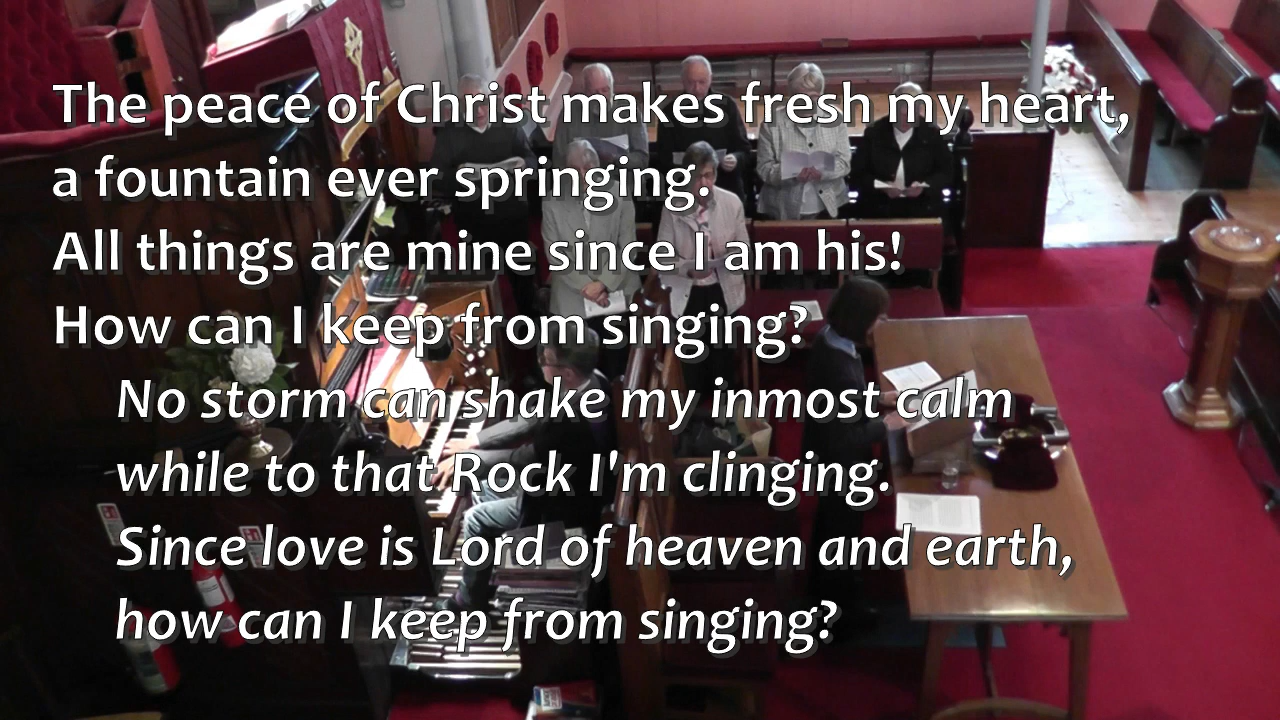 The peace of Christ makes fresh my heart,
a fountain ever springing.
All things are mine since I am his!
How can I keep from singing?
No storm can shake my inmost calm
while to that Rock I'm clinging.
Since love is Lord of heaven and earth,
how can I keep from singing?